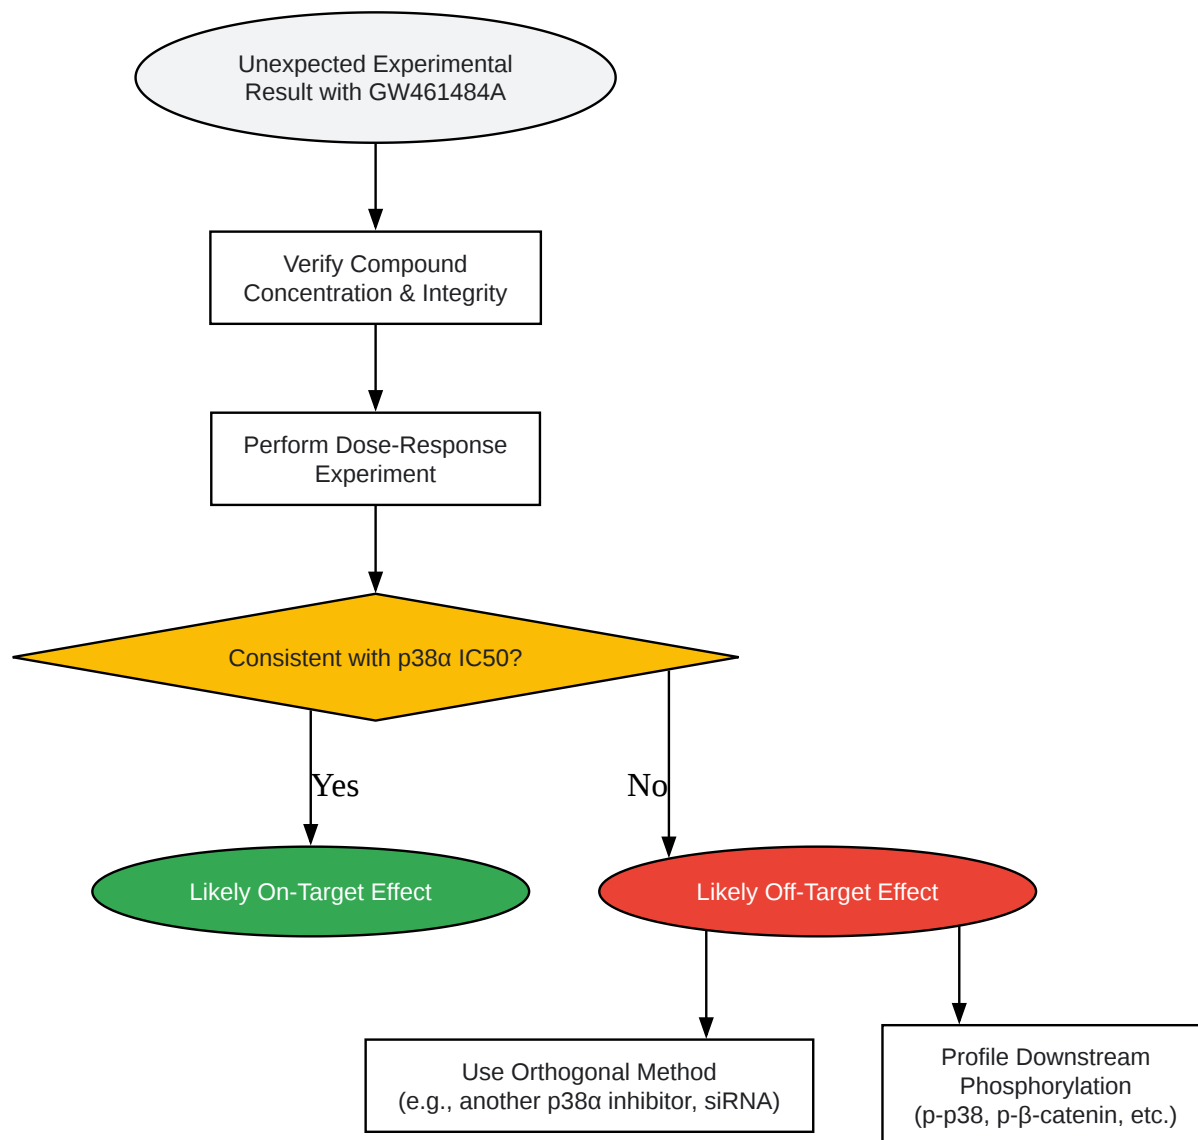 Unexpected Experimental
Result with GW461484A
Verify Compound
Concentration & Integrity
Perform Dose-Response
Experiment
Consistent with p38α IC50?
Yes
No
Likely On-Target Effect
Likely Off-Target Effect
Use Orthogonal Method
(e.g., another p38α inhibitor, siRNA)
Profile Downstream
Phosphorylation
(p-p38, p-β-catenin, etc.)